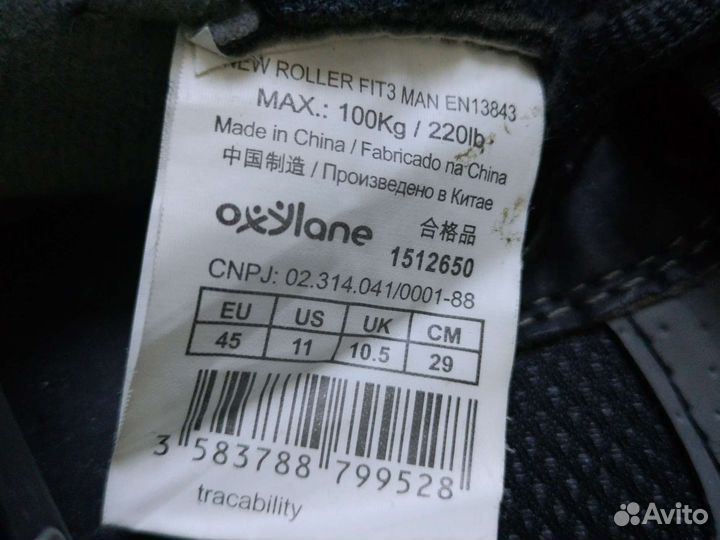 NEW ROLLER FIT3 MAN EN13843
MAX.: 100Kg / 220lb
Made in China / Fabricado na China
中国制造 / Произведено в Китае
oxylane 合格品
1512650
CNPJ: 02.314.041/0001-88
EU US UK CM
45 11 10.5 29
3 583788 799528
tracability
Avito